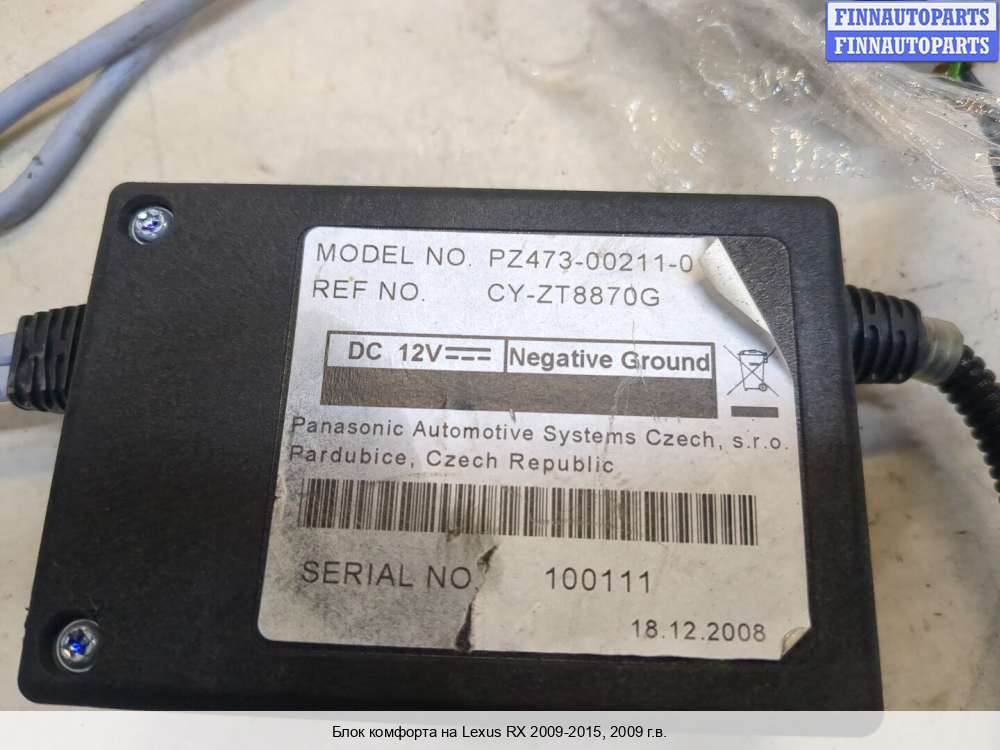 FINNAUTOPARTS
FINNAUTOPARTS
MODEL NO. PZ473-00211-0
REF NO. CY-ZT8870G
DC 12V Negative Ground
Panasonic Automotive Systems Czech, s.r.o.
Pardubice, Czech Republic
SERIAL NO. 100111
18.12.2008
Блок комфорта на Lexus RX 2009-2015, 2009 г.в.